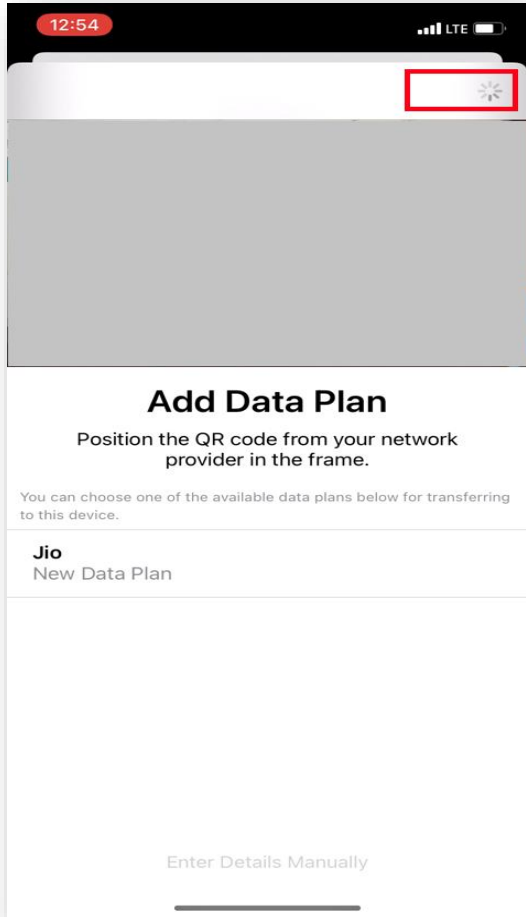 12:54
LTE
Add Data Plan
Position the QR code from your network
provider in the frame.
You can choose one of the available data plans below for transferring
to this device.
Jio
New Data Plan
Enter Details Manually